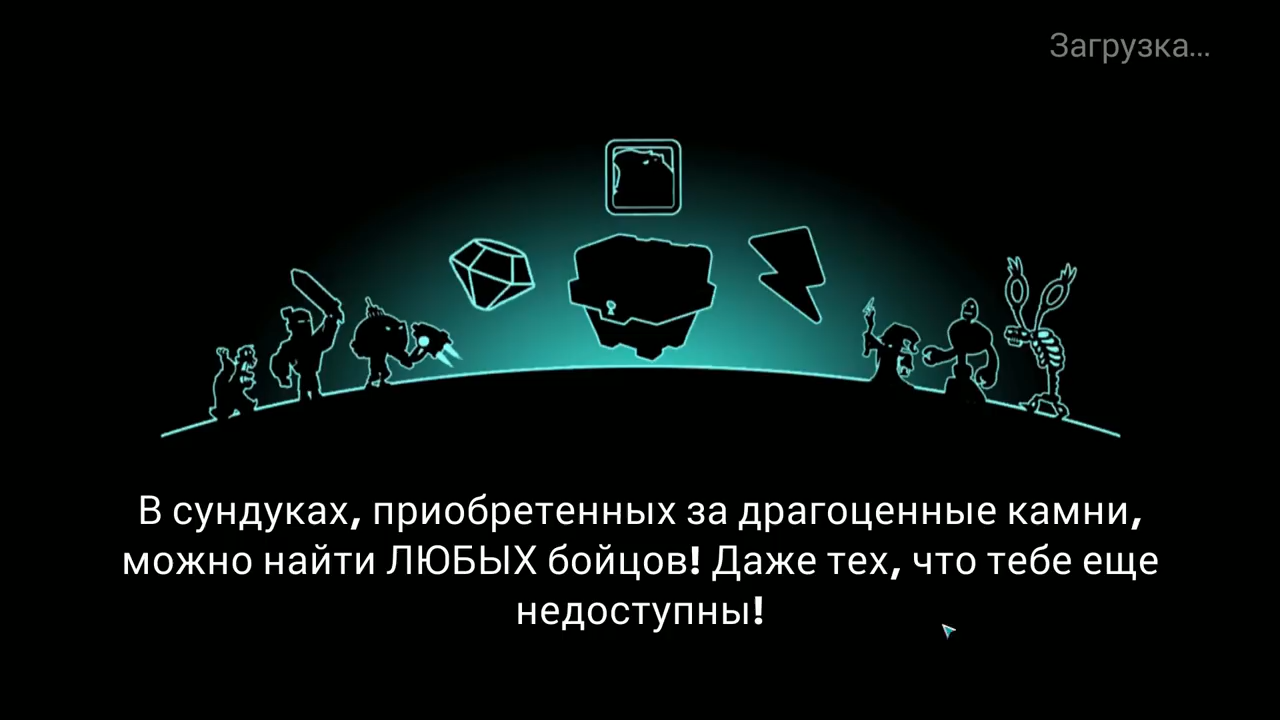 Загрузка...
В сундуках, приобретенных за драгоценные камни,
можно найти ЛЮБЫХ бойцов! Даже тех, что тебе еще
недоступны!